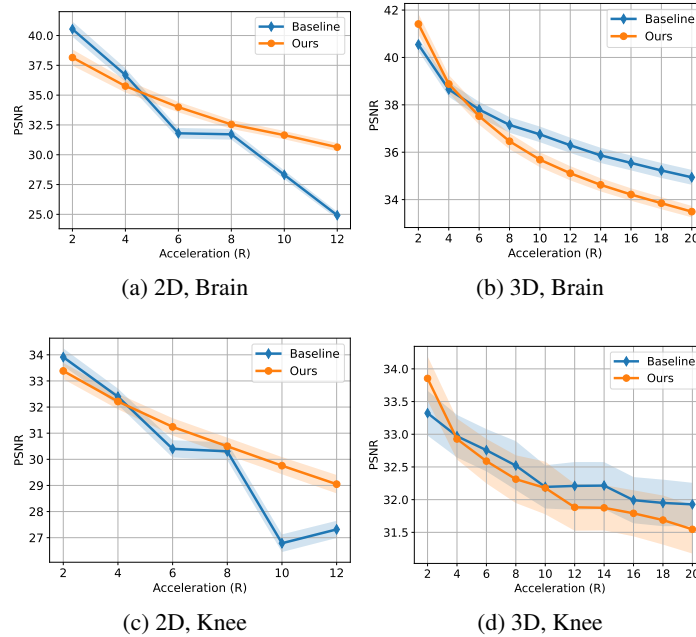 40.0
37.5
35.0
32.5
30.0
27.5
25.0
PSNR
Baseline
Ours
2 4 6 8 10 12
Acceleration (R)
(a) 2D, Brain
42
40
38
36
34
PSNR
Baseline
Ours
2 4 6 8 10 12 14 16 18 20
Acceleration (R)
(b) 3D, Brain
34
33
32
31
30
29
28
27
PSNR
Baseline
Ours
2 4 6 8 10 12
Acceleration (R)
(c) 2D, Knee
34.0
33.5
33.0
32.5
32.0
31.5
PSNR
Baseline
Ours
2 4 6 8 10 12 14 16 18 20
Acceleration (R)
(d) 3D, Knee